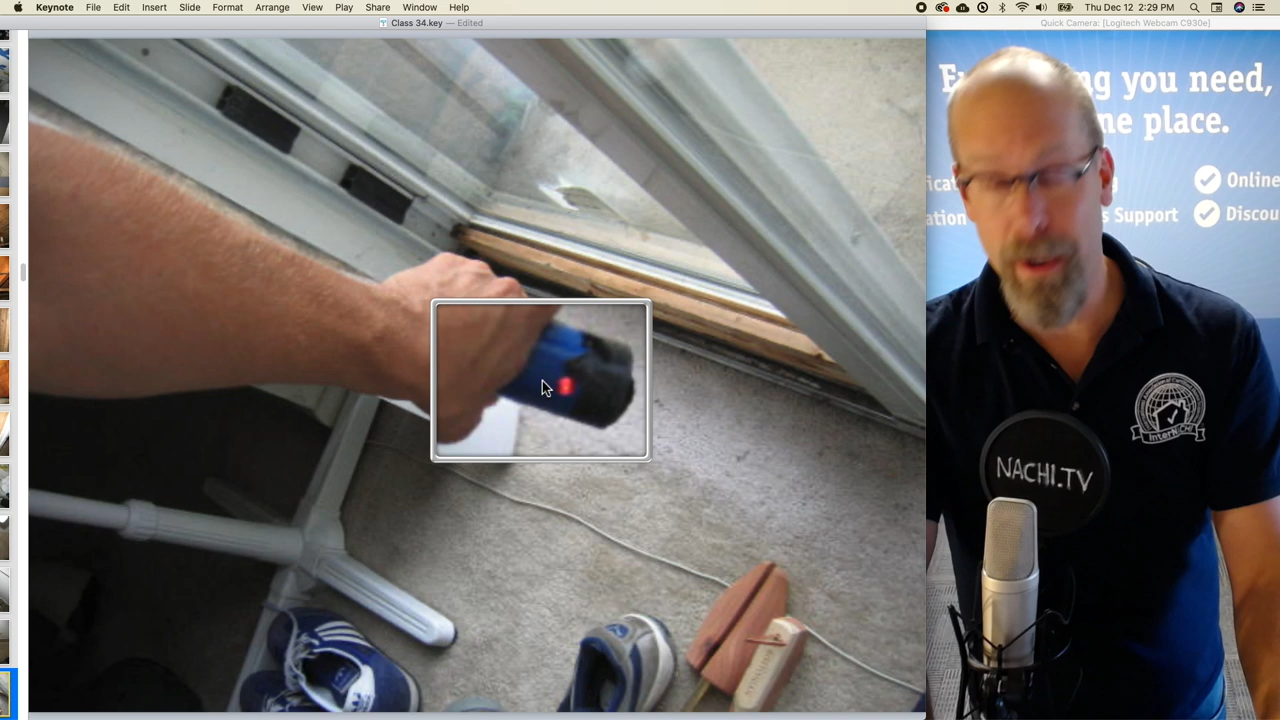 Keynote File Edit Insert Slide Format Arrange View Play Share Window Help
Thu Dec 12 2:29 PM
Class 34.key — Edited
Quick Camera: [Logitech Webcam C930e]
ng you need,
ne place.
Online
s Support
Discou
NACHI.TV
InterNACHI